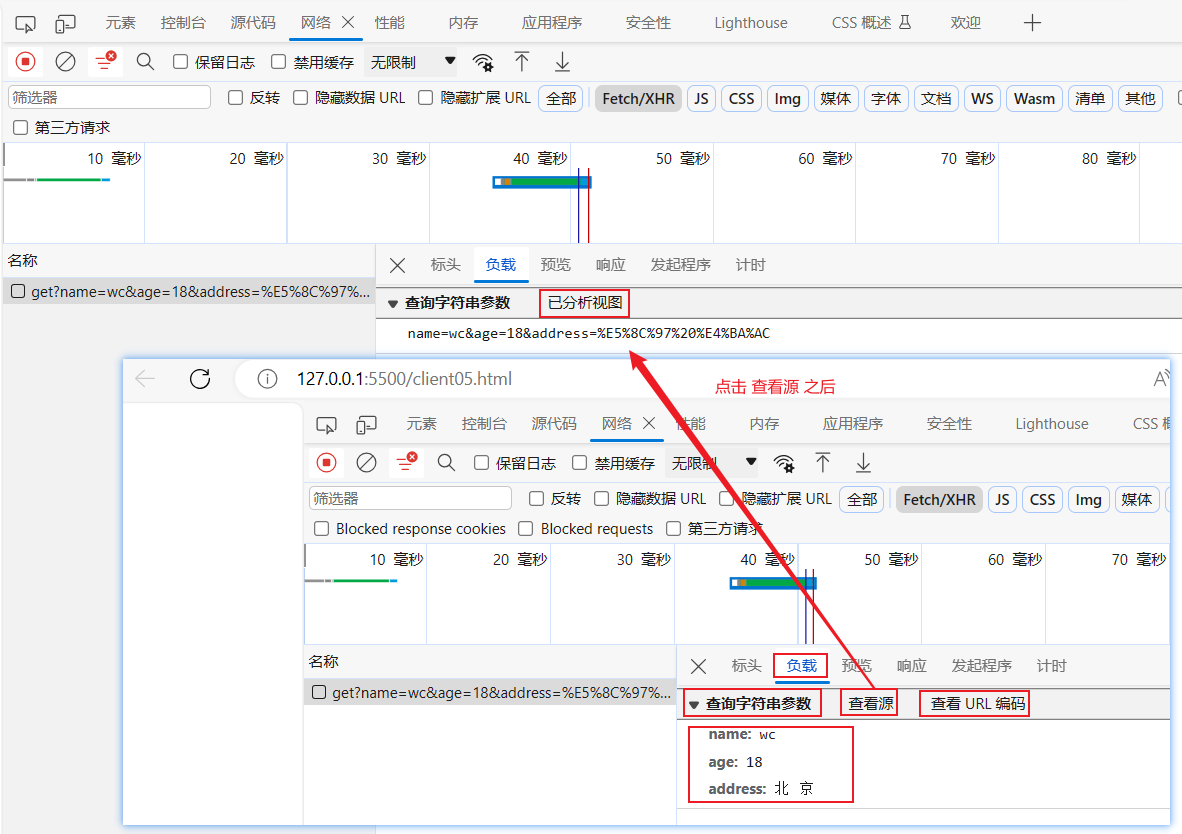 元素 控制台 源代码 网络 性能 内存 应用程序 安全性 Lighthouse CSS 概述 欢迎
保留日志 禁用缓存 无限制
筛选器 反转 隐藏数据 URL 隐藏扩展 URL 全部 Fetch/XHR JS CSS Img 媒体 字体 文档 WS Wasm 清单 其他
第三方请求
10 毫秒 20 毫秒 30 毫秒 40 毫秒 50 毫秒 60 毫秒 70 毫秒 80 毫秒
名称 标头 负载 预览 响应 发起程序 计时
get?name=wc&age=18&address=%E5%8C%97%... 查询字符串参数 已分析视图
name=wc&age=18&address=%E5%8C%97%20%E4%BA%AC
127.0.0.1:5500/client05.html
点击 查看源 之后
元素 控制台 源代码 网络 性能 内存 应用程序 安全性 Lighthouse CSS
保留日志 禁用缓存 无限制
筛选器 反转 隐藏数据 URL 隐藏扩展 URL 全部 Fetch/XHR JS CSS Img 媒体
Blocked response cookies Blocked requests 第三方请求
10 毫秒 20 毫秒 30 毫秒 40 毫秒 50 毫秒 60 毫秒 70 毫秒
名称 标头 负载 预览 响应 发起程序 计时
get?name=wc&age=18&address=%E5%8C%97%... 查询字符串参数 查看源 查看 URL 编码
name: wc
age: 18
address: 北 京